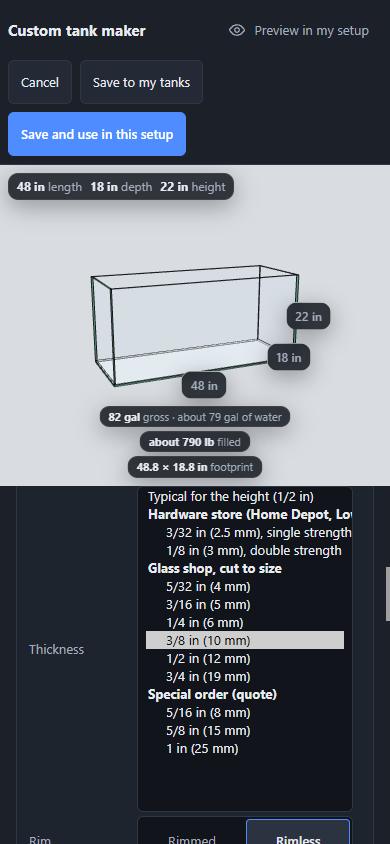 Custom tank maker
Preview in my setup
Cancel
Save to my tanks
Save and use in this setup
48 in length 18 in depth 22 in height
22 in
18 in
48 in
82 gal gross · about 79 gal of water
about 790 lb filled
48.8 × 18.8 in footprint
Typical for the height (1/2 in)
Hardware store (Home Depot, Lo
3/32 in (2.5 mm), single strength
1/8 in (3 mm), double strength
Glass shop, cut to size
5/32 in (4 mm)
3/16 in (5 mm)
1/4 in (6 mm)
Thickness
3/8 in (10 mm)
1/2 in (12 mm)
3/4 in (19 mm)
Special order (quote)
5/16 in (8 mm)
5/8 in (15 mm)
1 in (25 mm)
Rim
Rimmed
Rimless